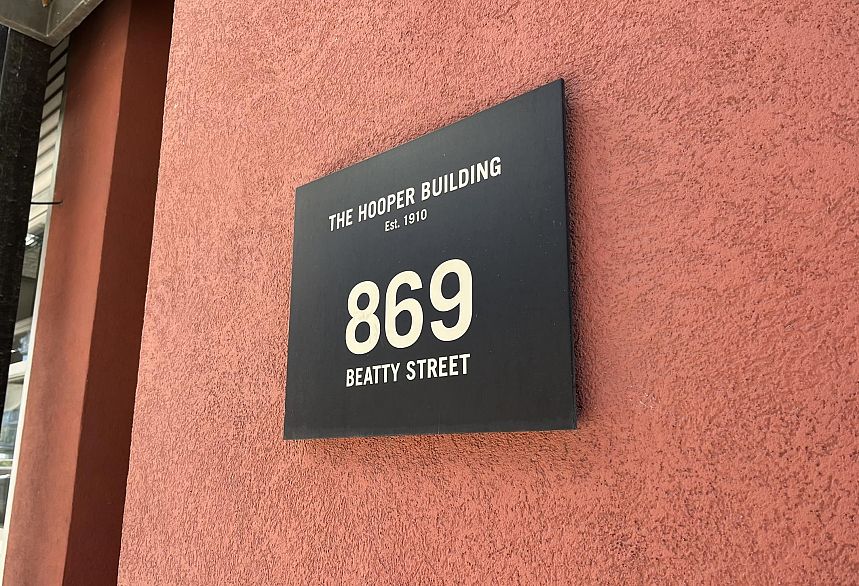 THE HOOPER BUILDING
Est. 1910
869
BEATTY STREET